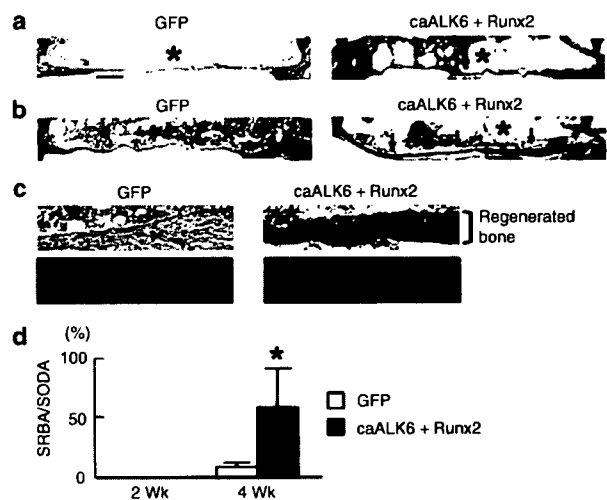 a
GFP
caALK6 + Runx2
*
*
b
GFP
caALK6 + Runx2
*
c
GFP
caALK6 + Runx2
Regenerated
bone
d
(%)
SRBA/SODA
100
50
0
*
2 Wk
4 Wk
GFP
caALK6 + Runx2